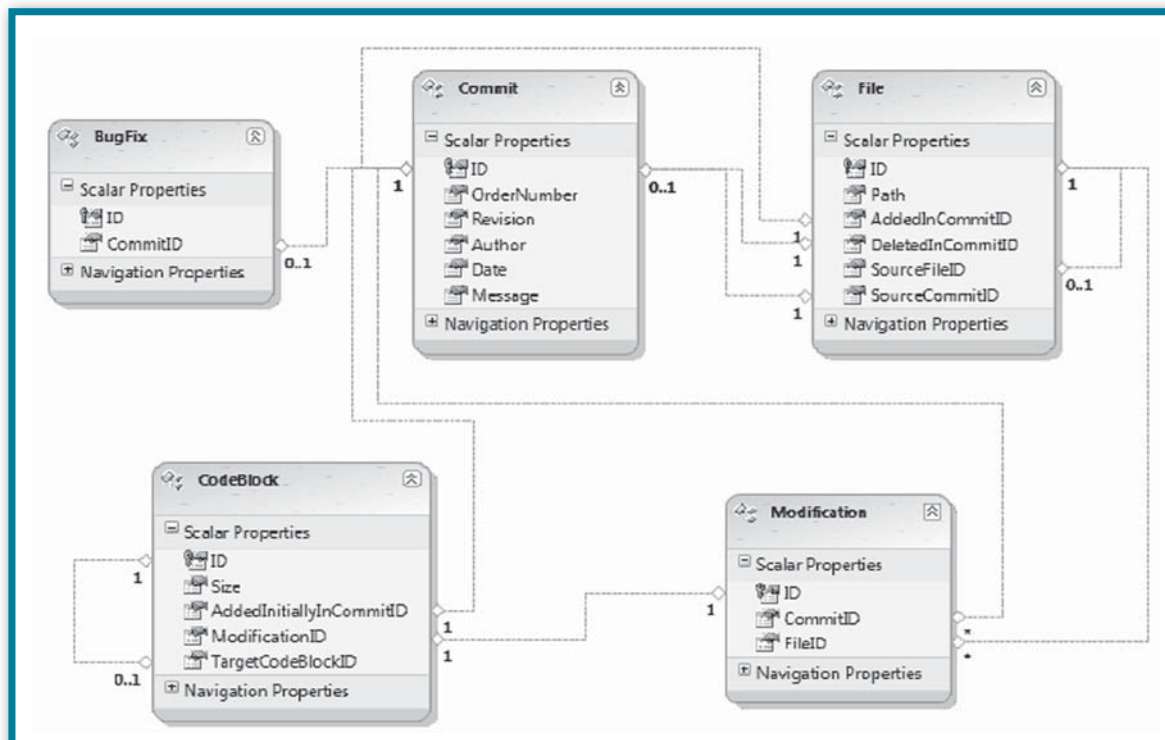 BugFix
Scalar Properties
ID
CommitID
Navigation Properties
0..1
Commit
Scalar Properties
ID
OrderNumber
Revision
Author
Date
Message
Navigation Properties
1
0..1
File
Scalar Properties
ID
Path
AddedInCommitID
DeletedInCommitID
SourceFileID
SourceCommitID
Navigation Properties
1
1
1
1
0..1
CodeBlock
Scalar Properties
ID
Size
AddedInitiallyInCommitID
ModificationID
TargetCodeBlockID
Navigation Properties
1
0..1
1
1
Modification
Scalar Properties
ID
CommitID
FileID
Navigation Properties
1
*
*